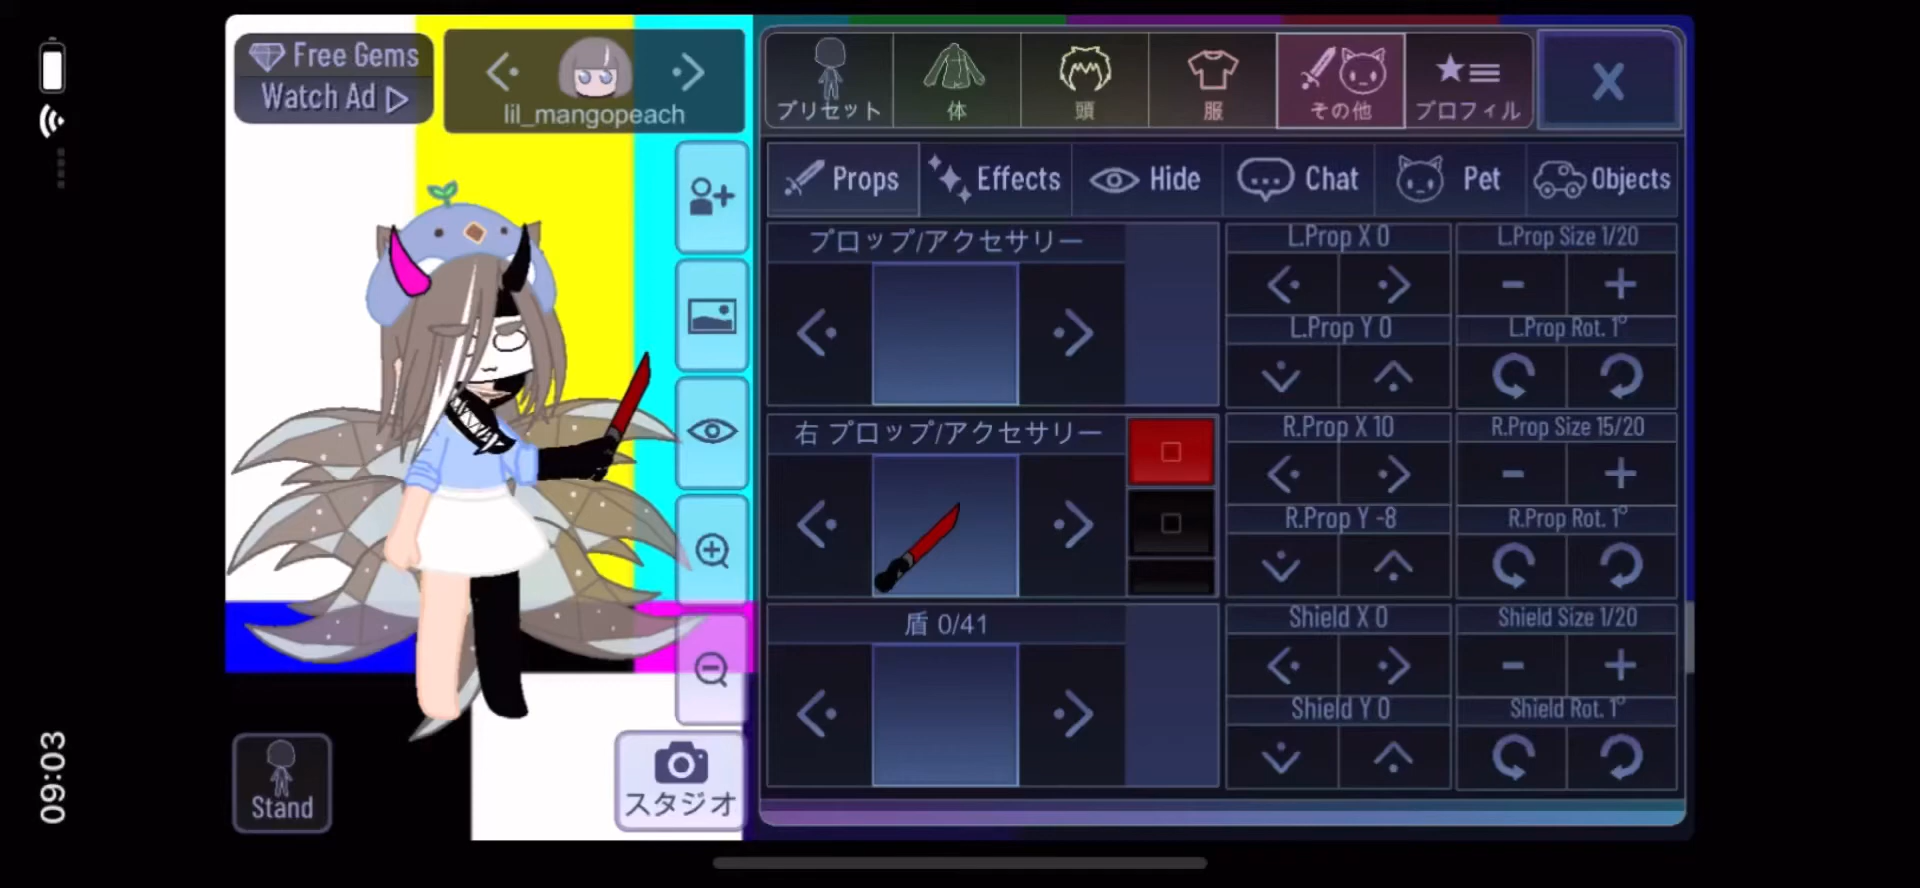 Free Gems
Watch Ad
lil_mangopeach
プリセット
体
頭
服
その他
プロフィル
X
Props
Effects
Hide
Chat
Pet
Objects
プロップ/アクセサリー
L.Prop X 0
L.Prop Size 1/20
L.Prop Y 0
L.Prop Rot. 1°
右 プロップ/アクセサリー
R.Prop X 10
R.Prop Size 15/20
R.Prop Y -8
R.Prop Rot. 1°
盾 0/41
Shield X 0
Shield Size 1/20
Shield Y 0
Shield Rot. 1°
Stand
スタジオ
09:03